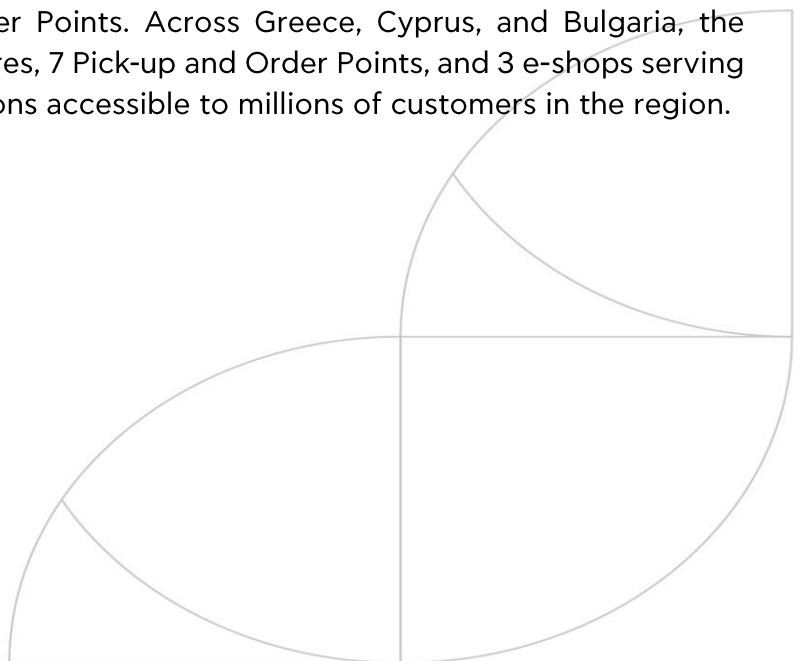 er Points. Across Greece, Cyprus, and Bulgaria, the
res, 7 Pick-up and Order Points, and 3 e-shops serving
ons accessible to millions of customers in the region.